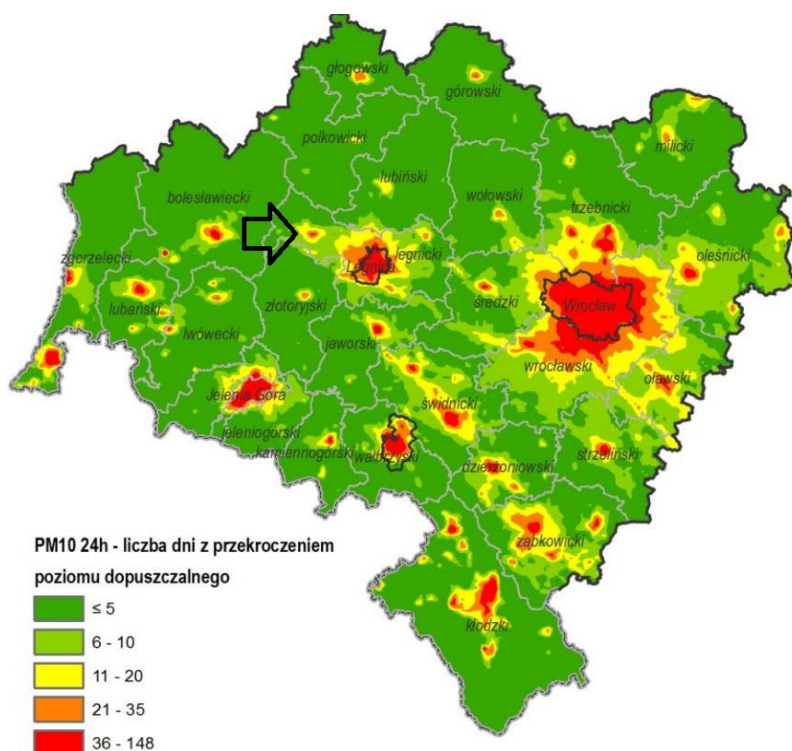 głogowski
górowski
polkowicki
milicki
lubiński
bolesławiecki
wołowski
trzebnicki
zgorzelecki
legnicki
Legnica
oleśnicki
lubański
złotoryjski
średzki
Wrocław
lwówecki
jaworski
wrocławski
oławski
Jelenia Góra
świdnicki
jeleniogórski
kamiennogórski
wałbrzyski
dzierżoniowski
strzeliński
ząbkowicki
kłodzki
PM10 24h - liczba dni z przekroczeniem
poziomu dopuszczalnego
≤ 5
6 - 10
11 - 20
21 - 35
36 - 148